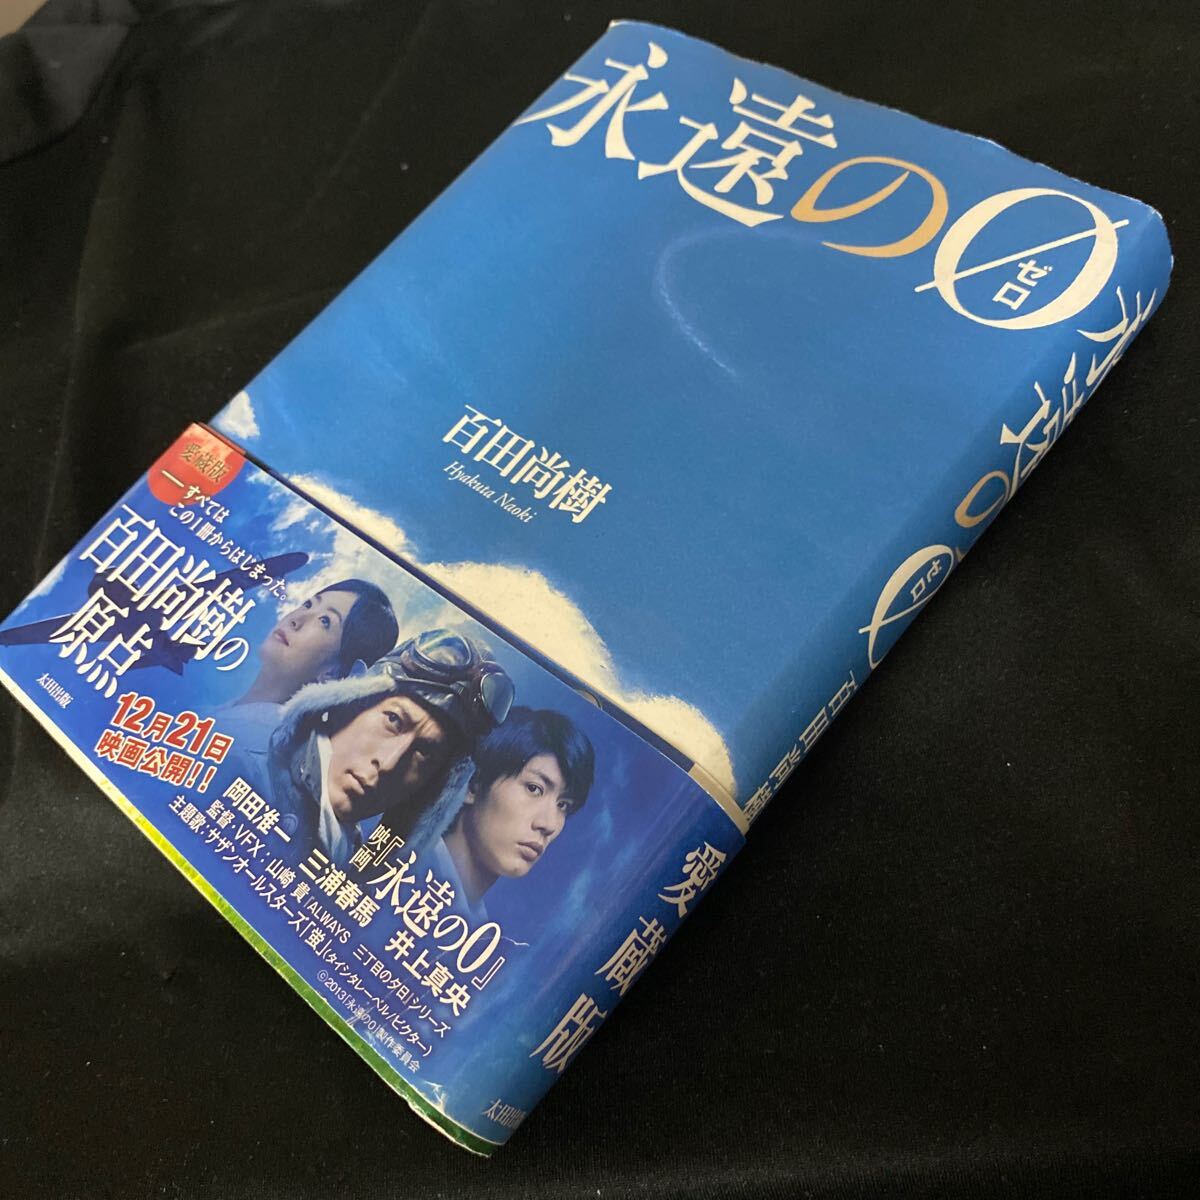 永遠の0
ゼロ
百田尚樹
Hyakuta Naoki
愛蔵版
―すべては
この1冊からはじまった。
百田尚樹の
原点
太田出版
12月21日
映画公開!!
映画『永遠の0』
岡田准一 三浦春馬 井上真央
監督・VFX:山崎 貴「ALWAYS 三丁目の夕日」シリーズ
主題歌:サザンオールスターズ「蛍」(タイシタレーベル/ビクター)
©2013「永遠の0」製作委員会
永遠の0
ゼロ
百田尚樹
愛蔵版
太田出版